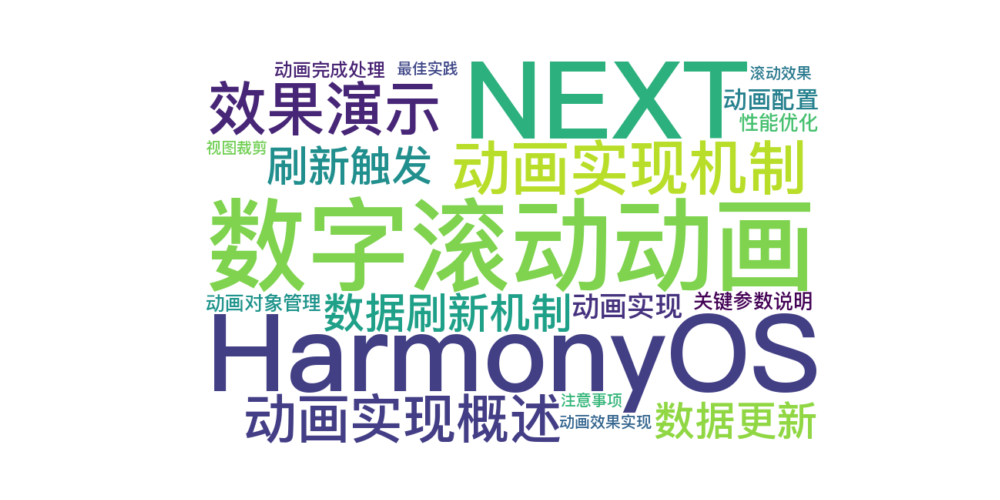 动画完成处理
最佳实践
NEXT
滚动效果
效果演示
动画配置
性能优化
视图裁剪
刷新触发
动画实现机制
数字滚动动画
动画对象管理
数据刷新机制
动画实现
关键参数说明
HarmonyOS
动画实现概述
注意事项
动画效果实现
数据更新